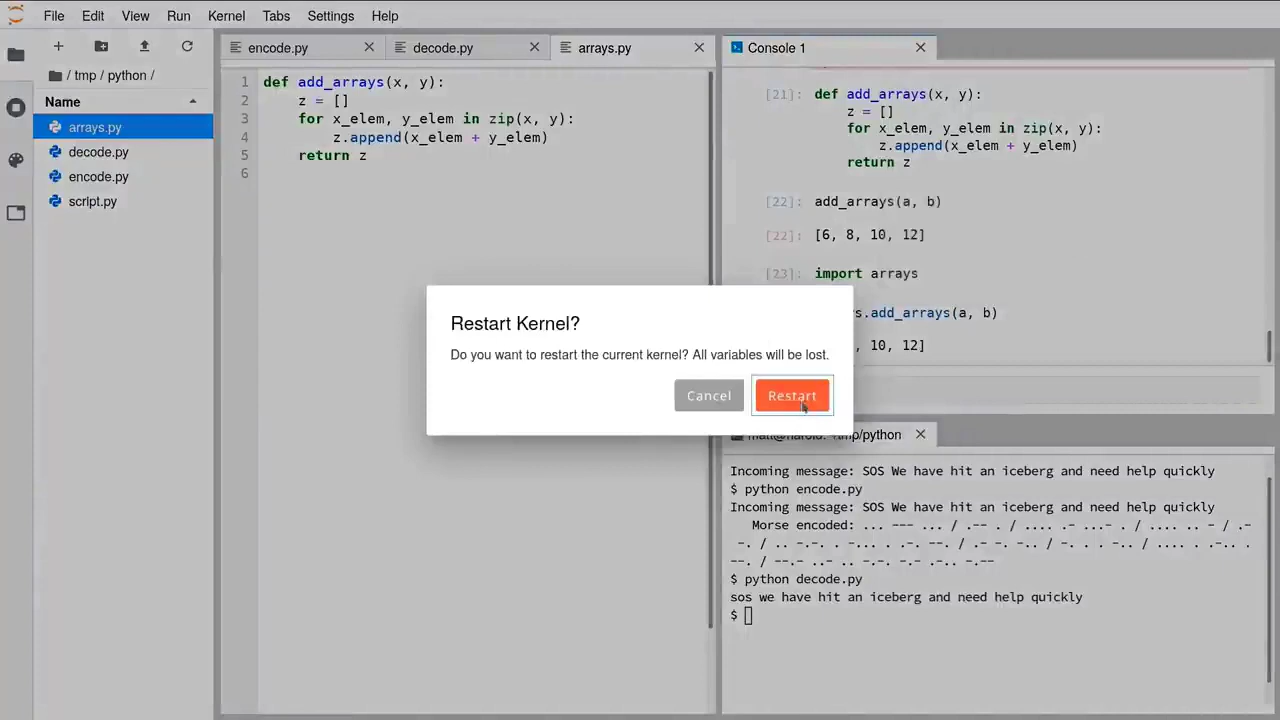 File Edit View Run Kernel Tabs Settings Help
/ tmp / python /
Name
arrays.py
decode.py
encode.py
script.py
encode.py
decode.py
arrays.py
1 def add_arrays(x, y):
2 z = []
3 for x_elem, y_elem in zip(x, y):
4 z.append(x_elem + y_elem)
5 return z
6
Console 1
[21]: def add_arrays(x, y):
z = []
for x_elem, y_elem in zip(x, y):
z.append(x_elem + y_elem)
return z
[22]: add_arrays(a, b)
[22]: [6, 8, 10, 12]
[23]: import arrays
s.add_arrays(a, b)
, 10, 12]
Restart Kernel?
Do you want to restart the current kernel? All variables will be lost.
Cancel
Restart
/tmp/python
Incoming message: SOS We have hit an iceberg and need help quickly
$ python encode.py
Incoming message: SOS We have hit an iceberg and need help quickly
Morse encoded: ... --- ... / .-- . / .... .- ...- . / .... .. - / .-
-. / .. -.-. . -... . .-. --. / .- -. -.. / -. . . -.. / .... . .-.. .
--. / --.- ..- .. -.-. -.- .-.. -.--
$ python decode.py
sos we have hit an iceberg and need help quickly
$